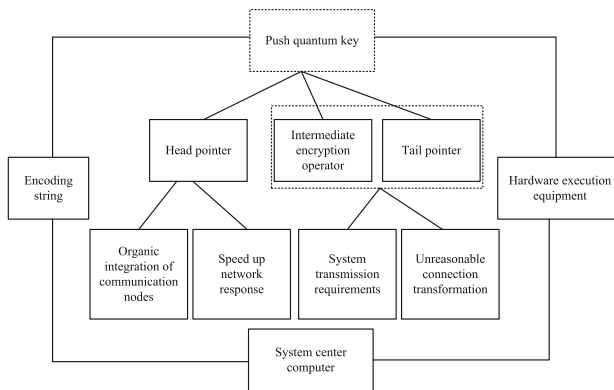 Push quantum key
Head pointer
Intermediate
encryption
operator
Tail pointer
Encoding
string
Hardware execution
equipment
Organic
integration of
communication
nodes
Speed up
network
response
System
transmission
requirements
Unreasonable
connection
transformation
System center
computer